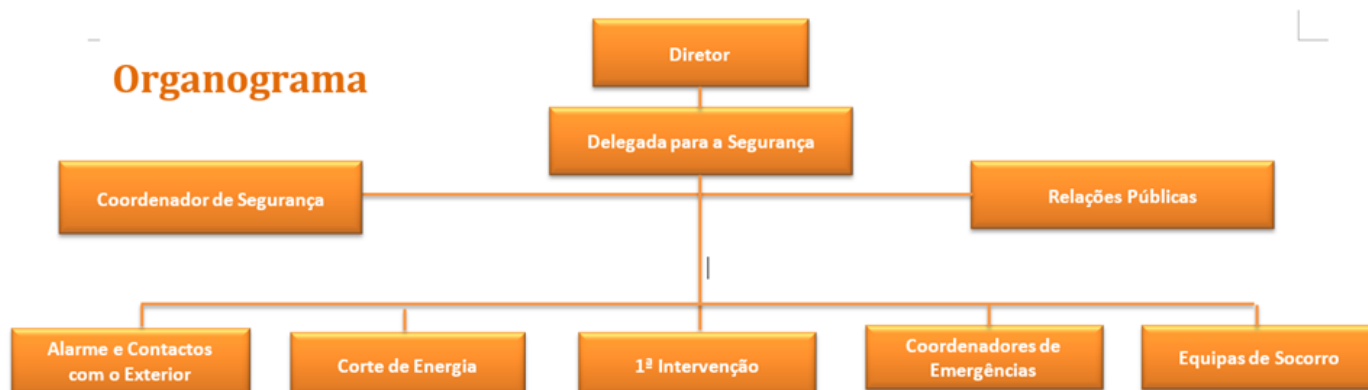 Organograma
Diretor
Delegada para a Segurança
Coordenador de Segurança
Relações Públicas
Alarme e Contactos
com o Exterior
Corte de Energia
1ª Intervenção
Coordenadores de
Emergências
Equipas de Socorro